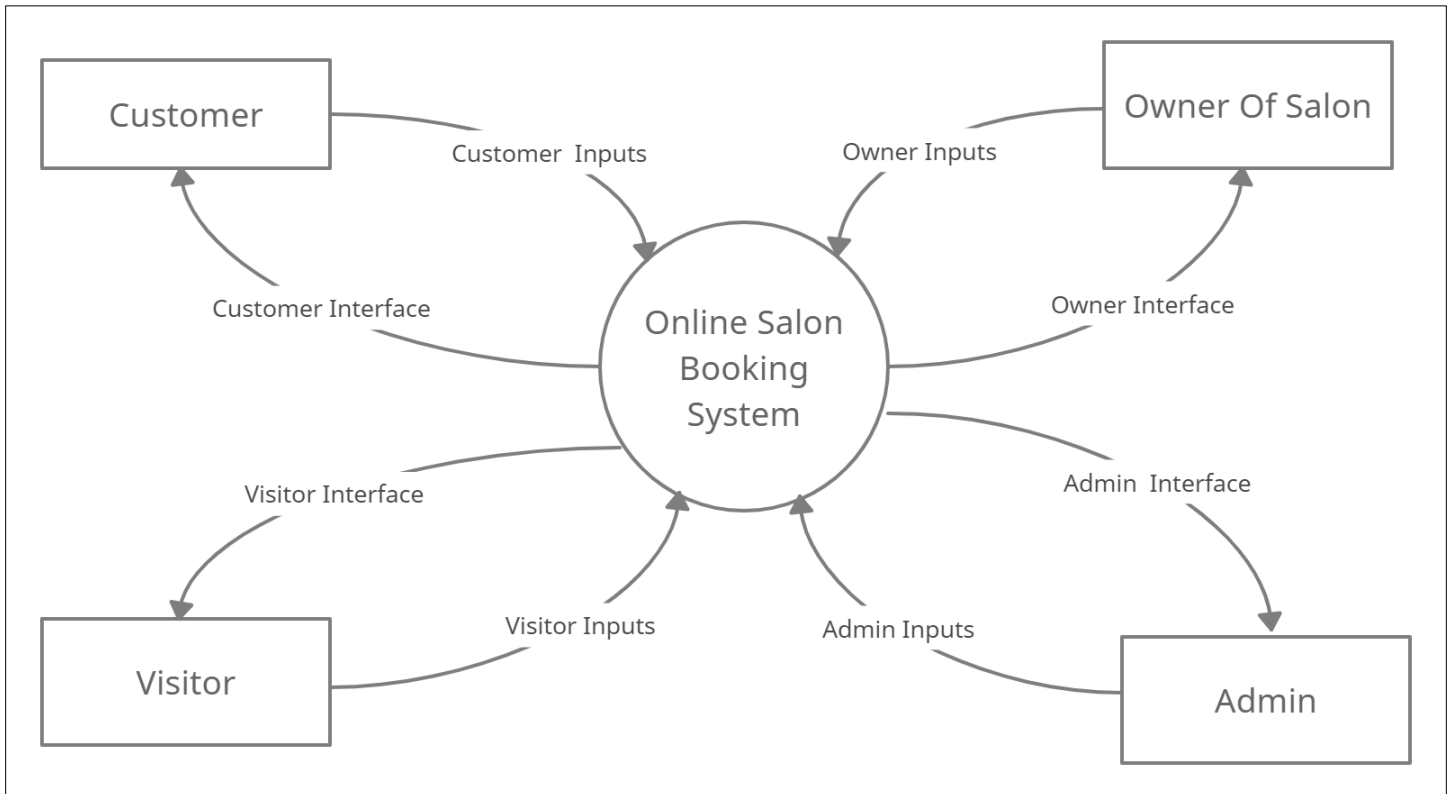 Customer
Owner Of Salon
Customer  Inputs
Owner Inputs
Customer Interface
Owner Interface
Online Salon
Booking
System
Visitor Interface
Admin  Interface
Visitor Inputs
Admin Inputs
Visitor
Admin